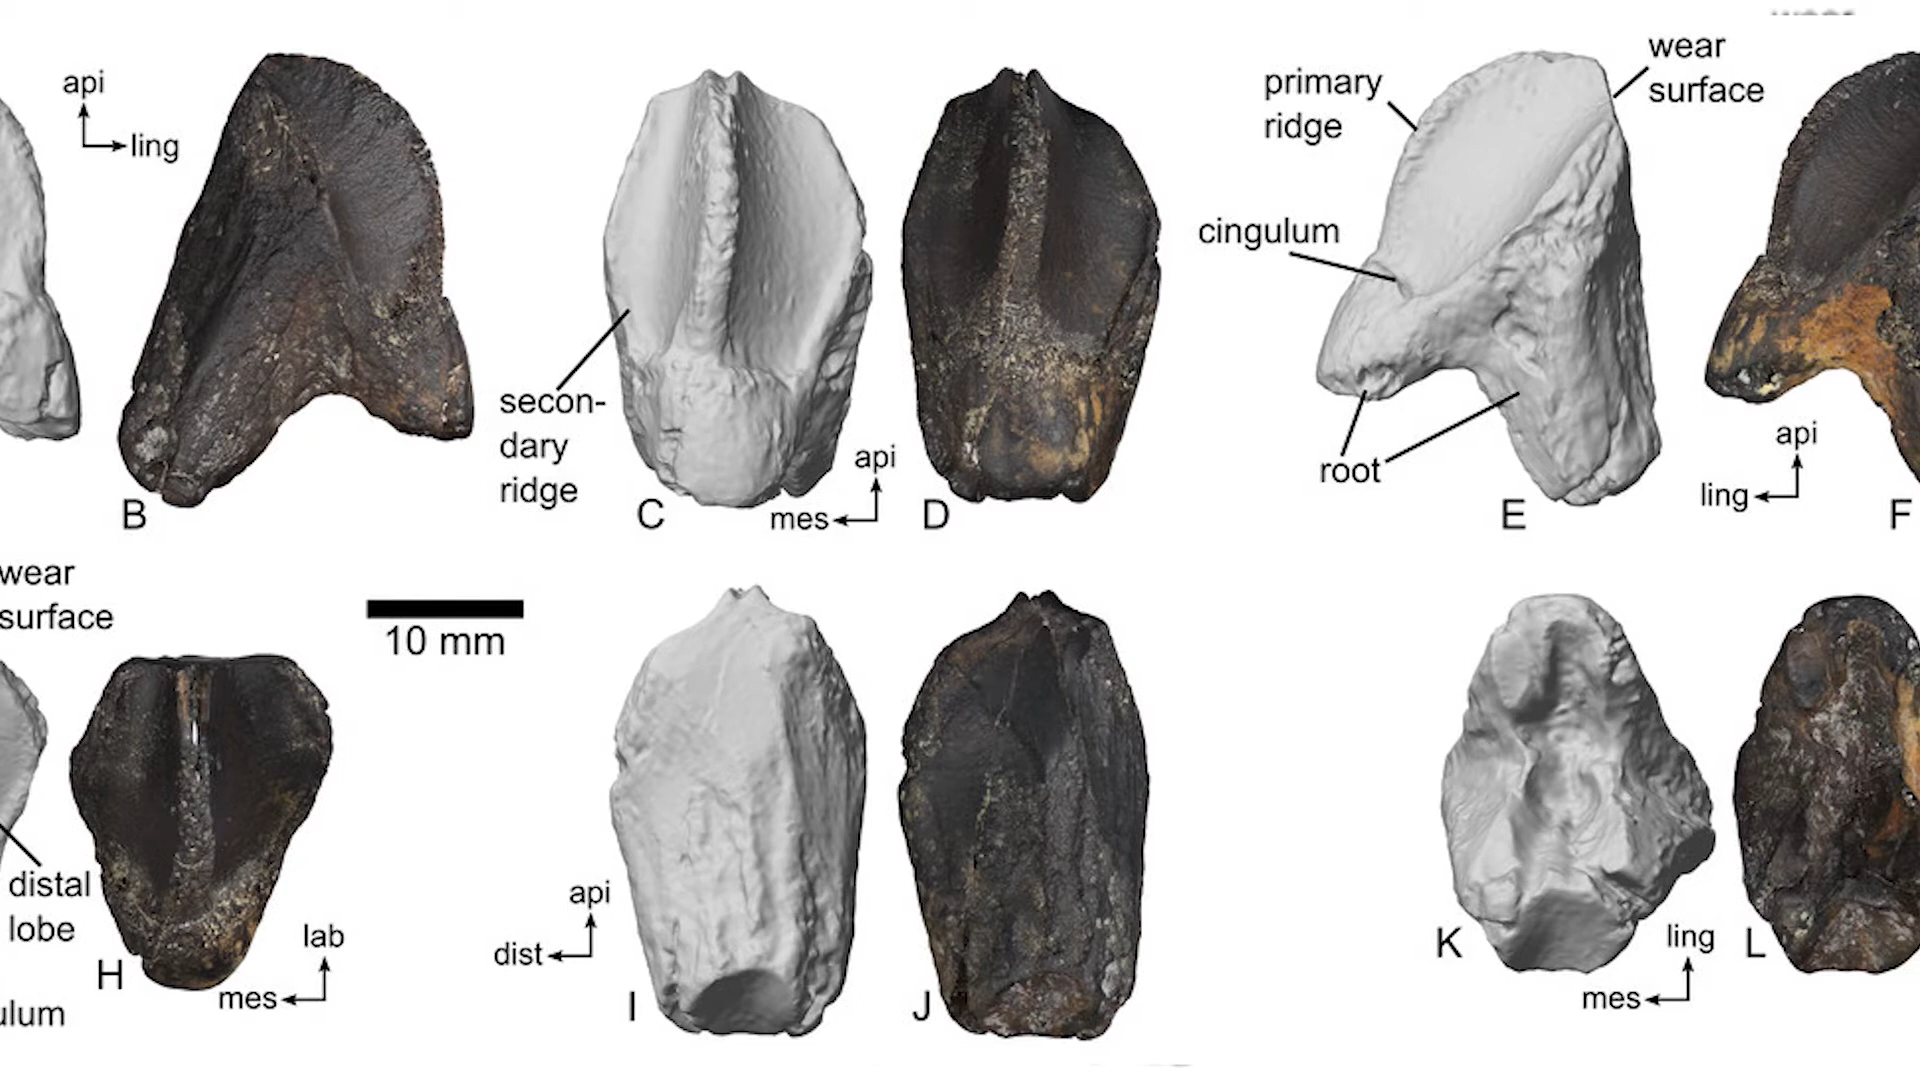 api
ling
B
secon-
dary
ridge
C
api
mes
D
primary
ridge
wear
surface
cingulum
root
E
api
ling
F
wear
surface
10 mm
distal
lobe
H
lab
mes
ulum
api
dist
I
J
K
ling
mes
L